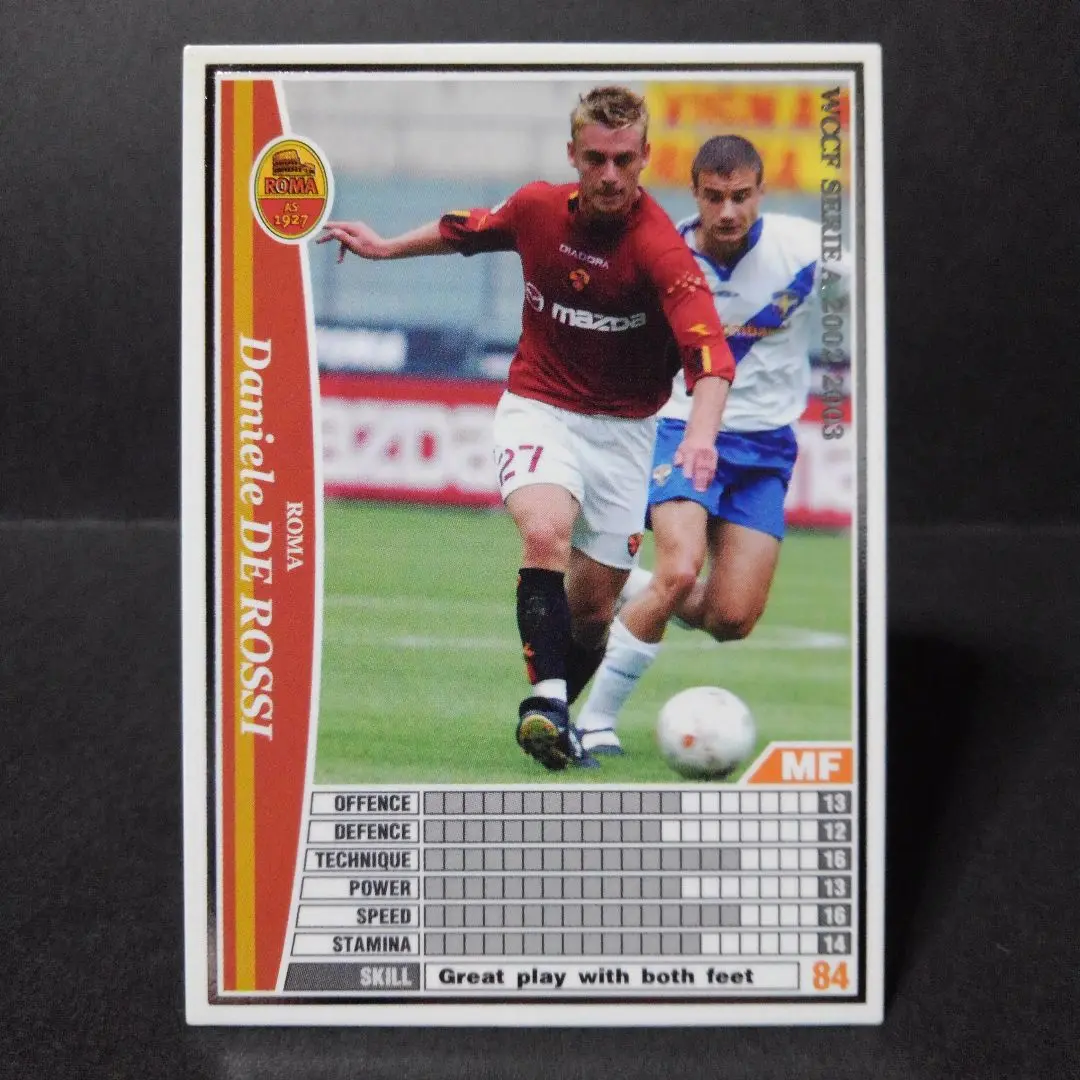 WCCF SERIE A 2002-2003
ROMA
AS
1927
DIADORA
mazda
27
Daniele DE ROSSI
ROMA
MF
OFFENCE 13
DEFENCE 12
TECHNIQUE 16
POWER 13
SPEED 16
STAMINA 14
SKILL Great play with both feet 84